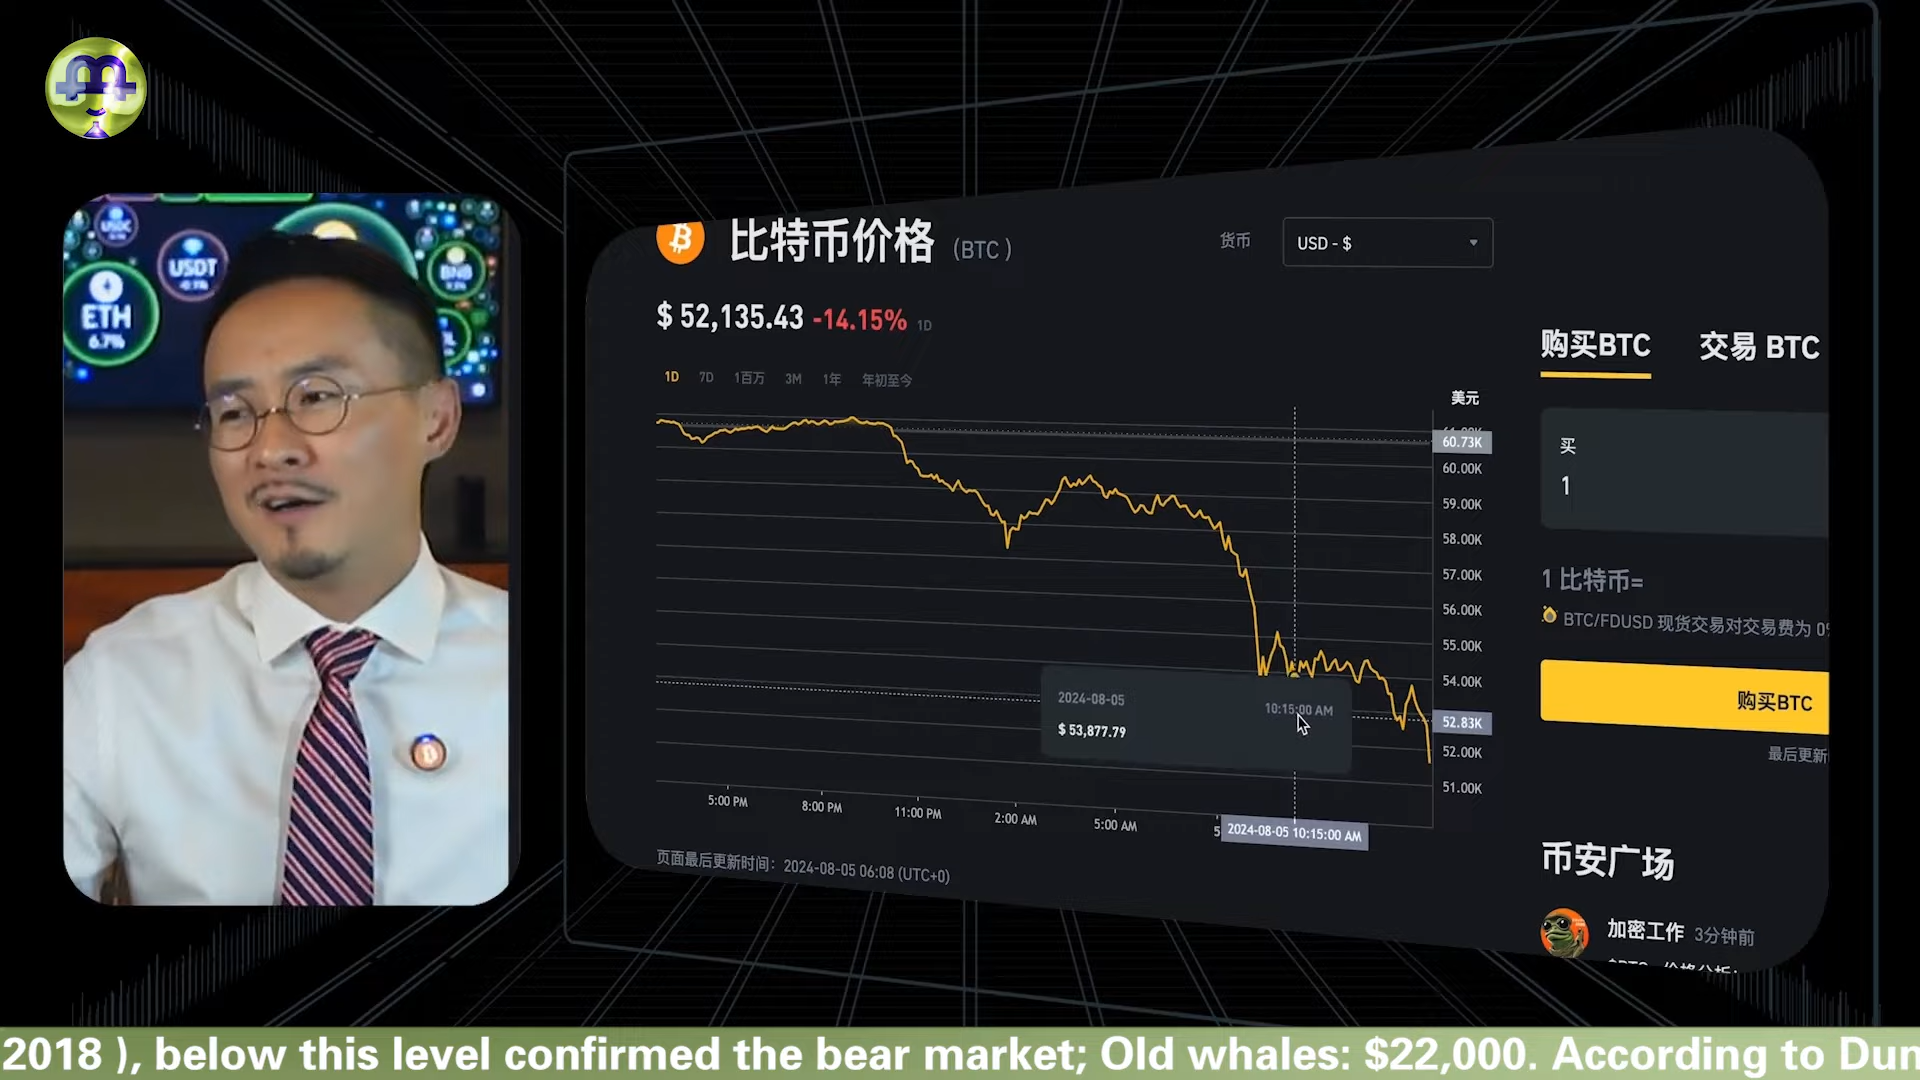 比特币价格 (BTC)
货币 USD - $
$ 52,135.43 -14.15% 1D
1D 7D 1百万 3M 1年 年初至今
美元
60.73K
60.00K
59.00K
58.00K
57.00K
56.00K
55.00K
54.00K
52.83K
52.00K
51.00K
2024-08-05 10:15:00 AM
$ 53,877.79
5:00 PM 8:00 PM 11:00 PM 2:00 AM 5:00 AM 2024-08-05 10:15:00 AM
页面最后更新时间: 2024-08-05 06:08 (UTC+0)
购买BTC 交易 BTC
买
1
1 比特币=
BTC/FDUSD 现货交易对交易费为
购买BTC
最后更新
币安广场
加密工作 3分钟前
USDC
USDT
ETH
6.7%
BNB
2018 ), below this level confirmed the bear market; Old whales: $22,000. According to Dun